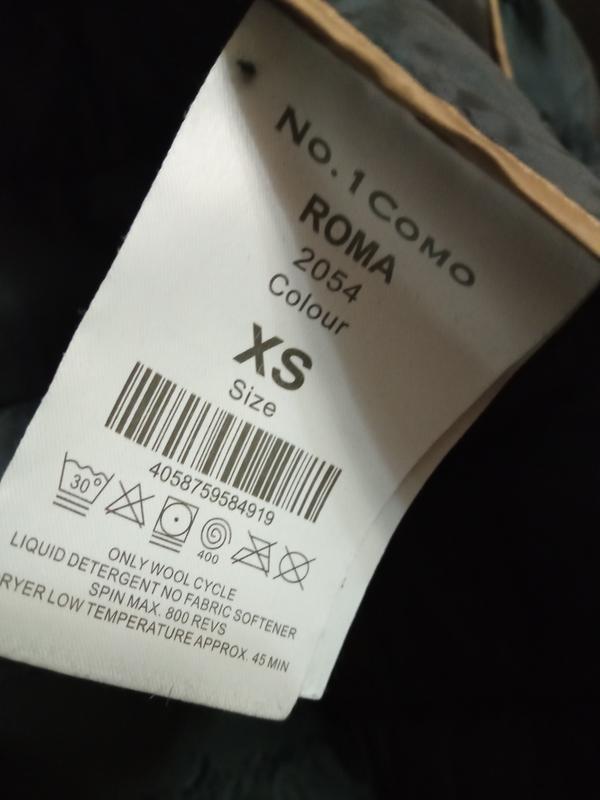 No.1 COMO
ROMA
2054
Colour
XS
Size
4058759584919
30°
400
ONLY WOOL CYCLE
LIQUID DETERGENT NO FABRIC SOFTENER
SPIN MAX. 800 REVS
RYER LOW TEMPERATURE APPROX. 45 MIN